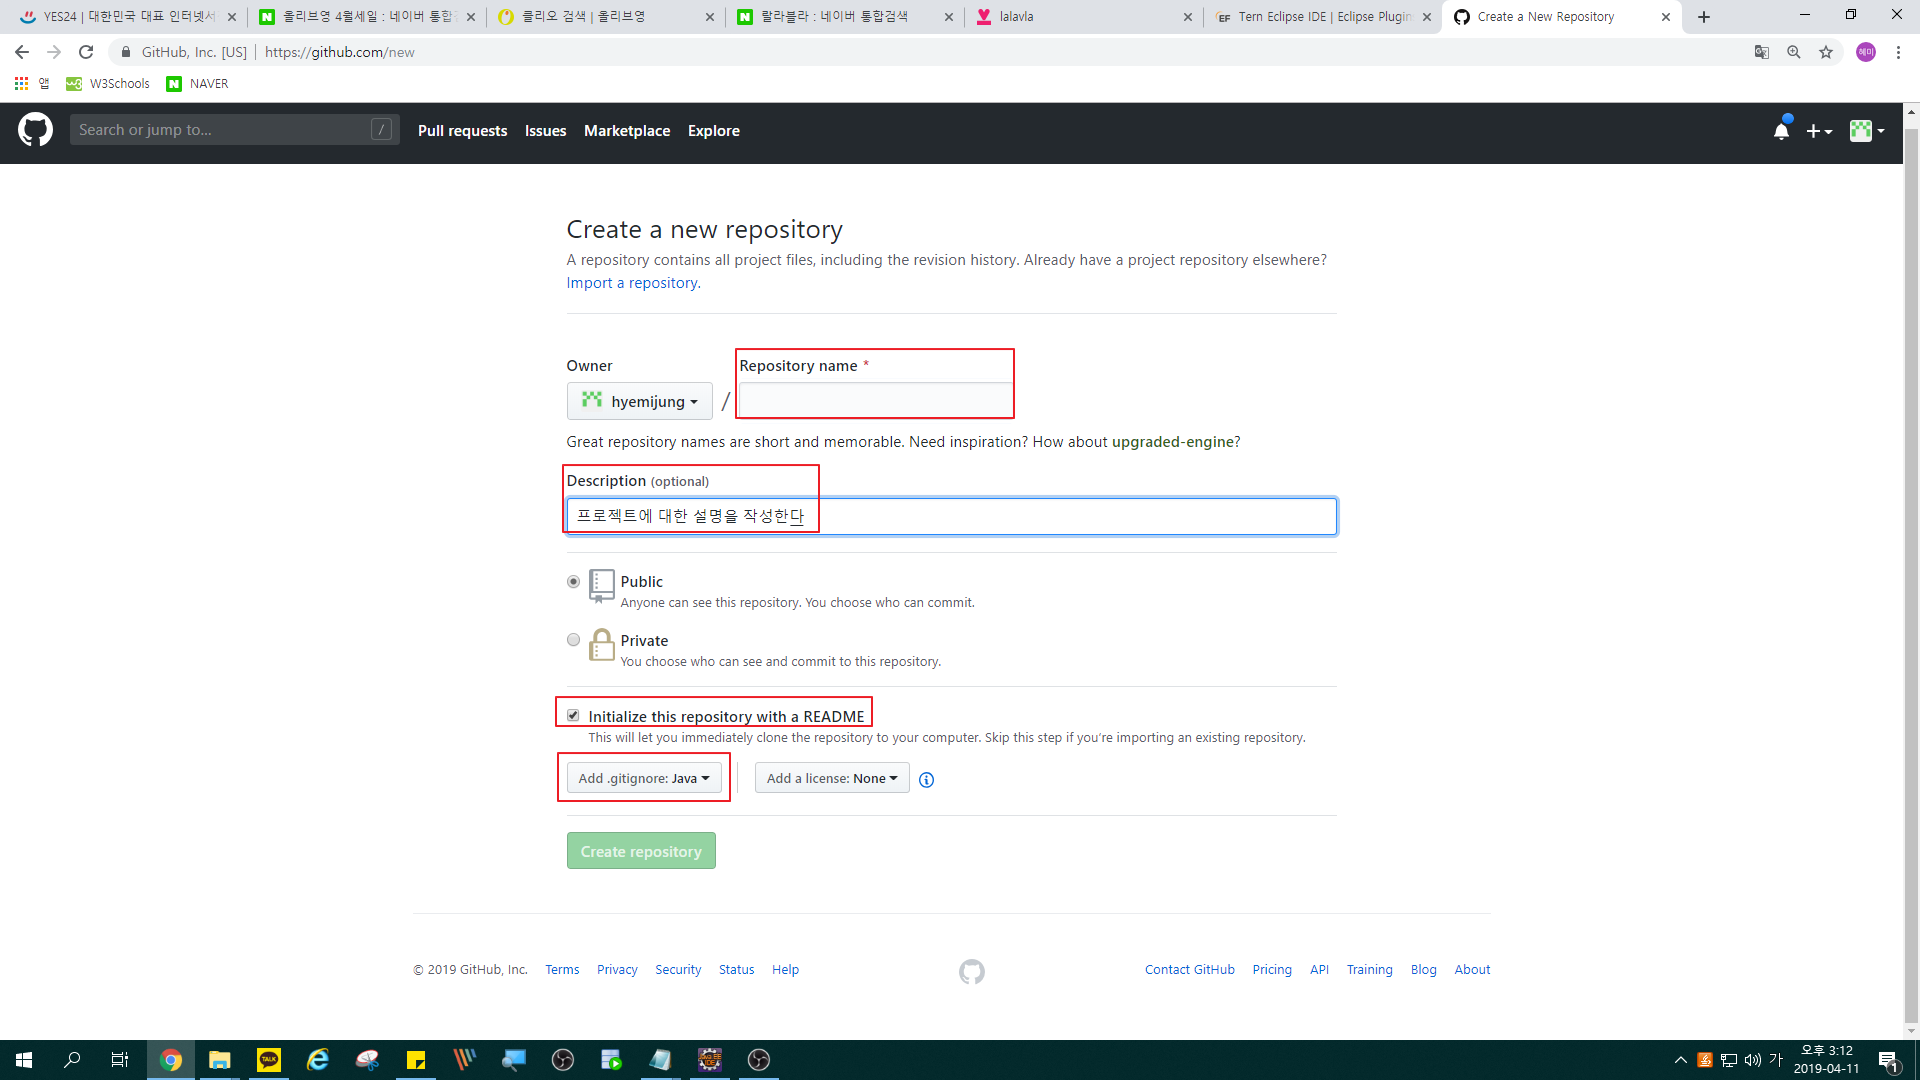 YES24 | 대한민국 대표 인터넷서
올리브영 4월세일 : 네이버 통합
클리오 검색 | 올리브영
랄라블라 : 네이버 통합검색
lalavla
Tern Eclipse IDE | Eclipse Plugin
Create a New Repository
GitHub, Inc. [US] | https://github.com/new
혜미
앱 W3Schools NAVER
Search or jump to... /
Pull requests Issues Marketplace Explore
Create a new repository
A repository contains all project files, including the revision history. Already have a project repository elsewhere?
Import a repository.
Owner Repository name *
hyemijung /
Great repository names are short and memorable. Need inspiration? How about upgraded-engine?
Description (optional)
프로젝트에 대한 설명을 작성한다
Public
Anyone can see this repository. You choose who can commit.
Private
You choose who can see and commit to this repository.
Initialize this repository with a README
This will let you immediately clone the repository to your computer. Skip this step if you’re importing an existing repository.
Add .gitignore: Java Add a license: None
Create repository
© 2019 GitHub, Inc. Terms Privacy Security Status Help Contact GitHub Pricing API Training Blog About
TALK
가
오후 3:12
2019-04-11
1